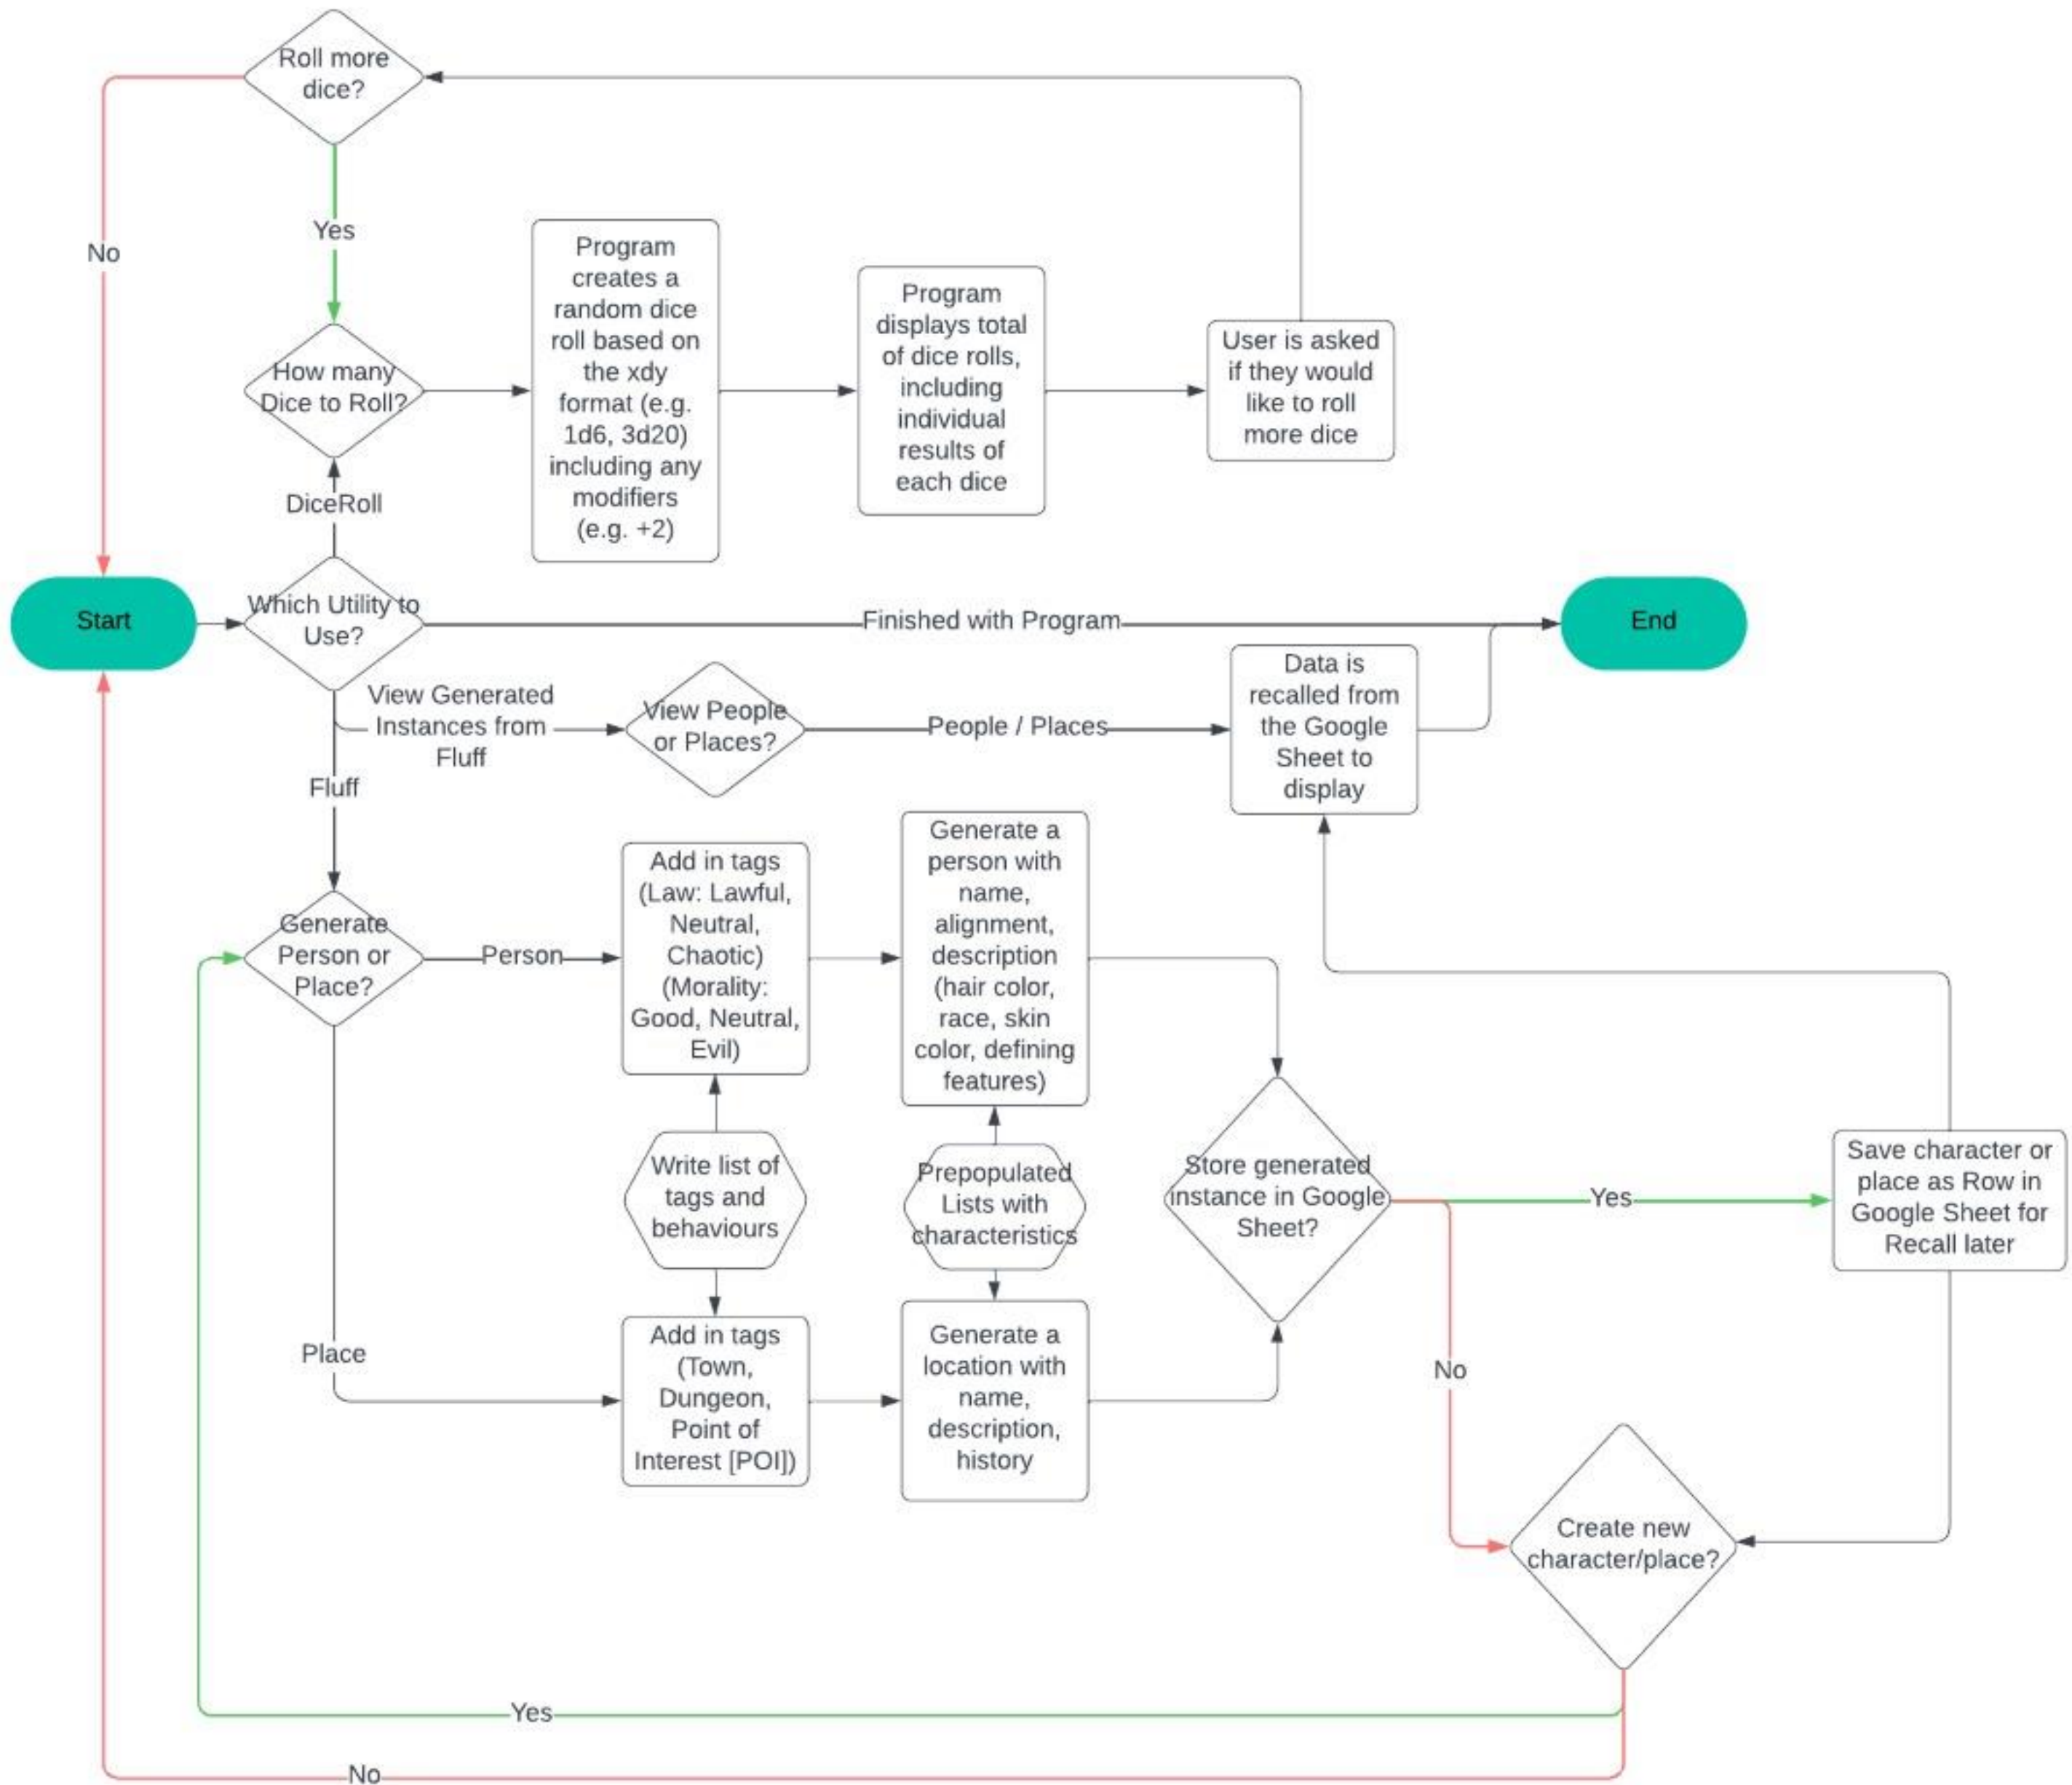 Roll more
dice?
No
Yes
Program
creates a
random dice
roll based on
the xdy
format (e.g.
1d6, 3d20)
including any
modifiers
(e.g. +2)
Program
displays total
of dice rolls,
including
individual
results of
each dice
User is asked
if they would
like to roll
more dice
How many
Dice to Roll?
DiceRoll
Start
Which Utility to
Use?
Finished with Program
End
View Generated
Instances from
Fluff
View People
or Places?
People / Places
Data is
recalled from
the Google
Sheet to
display
Fluff
Generate
Person or
Place?
Person
Add in tags
(Law: Lawful,
Neutral,
Chaotic)
(Morality:
Good, Neutral,
Evil)
Generate a
person with
name,
alignment,
description
(hair color,
race, skin
color, defining
features)
Write list of
tags and
behaviours
Prepopulated
Lists with
characteristics
Store generated
instance in Google
Sheet?
Yes
Save character or
place as Row in
Google Sheet for
Recall later
Place
Add in tags
(Town,
Dungeon,
Point of
Interest [POI])
Generate a
location with
name,
description,
history
No
Create new
character/place?
Yes
No